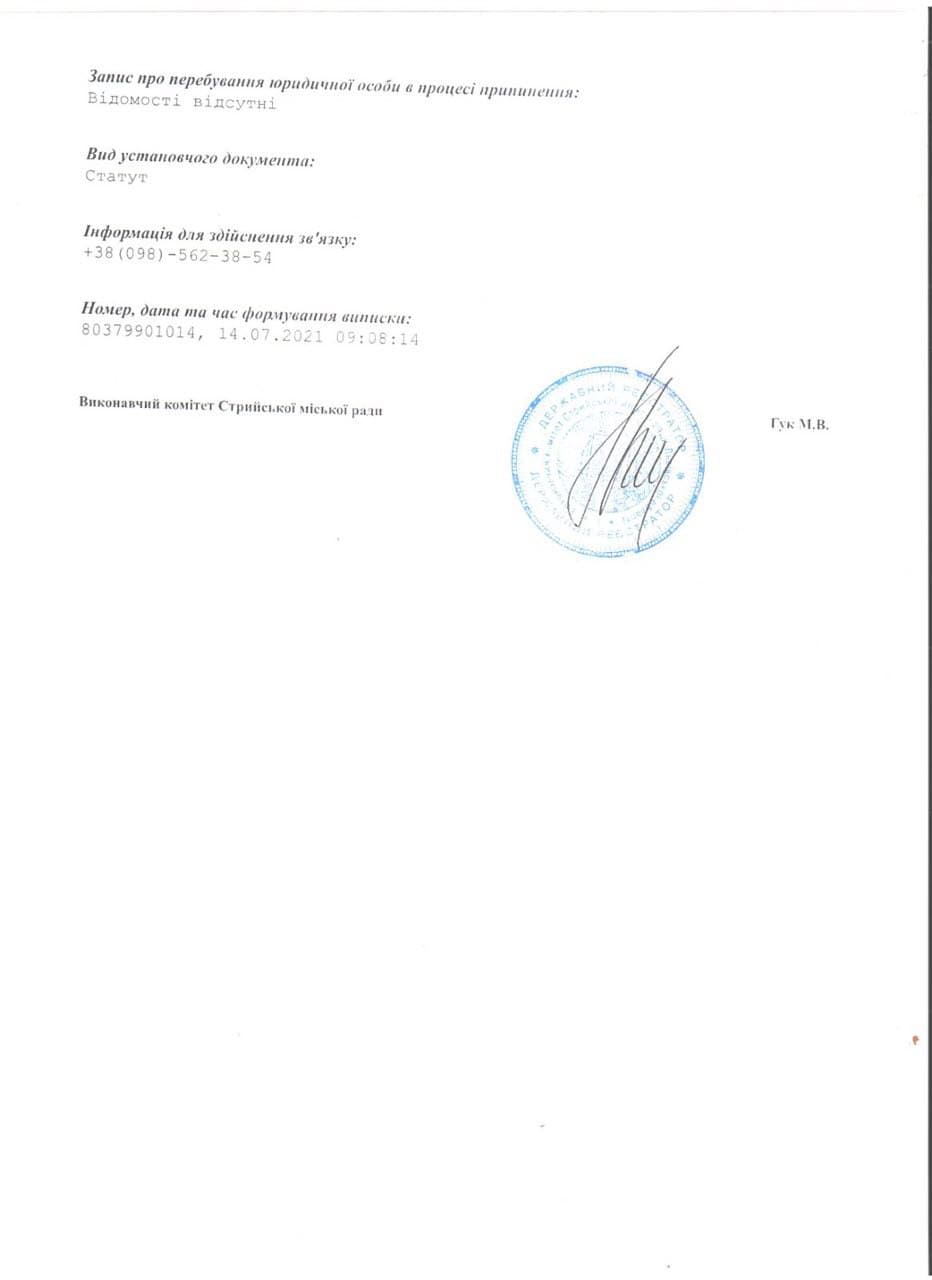 Запис про перебування юридичної особи в процесі припинення:
Відомості відсутні
Вид установчого документа:
Статут
Інформація для здійснення зв'язку:
+38(098)-562-38-54
Номер, дата та час формування виписки:
80379901014, 14.07.2021 09:08:14
Виконавчий комітет Стрийської міської ради
ДЕРЖАВНИЙ РЕЄСТРАТОР
ДЕРЖАВНИЙ РЕЄСТРАТОР
Гук М.В.